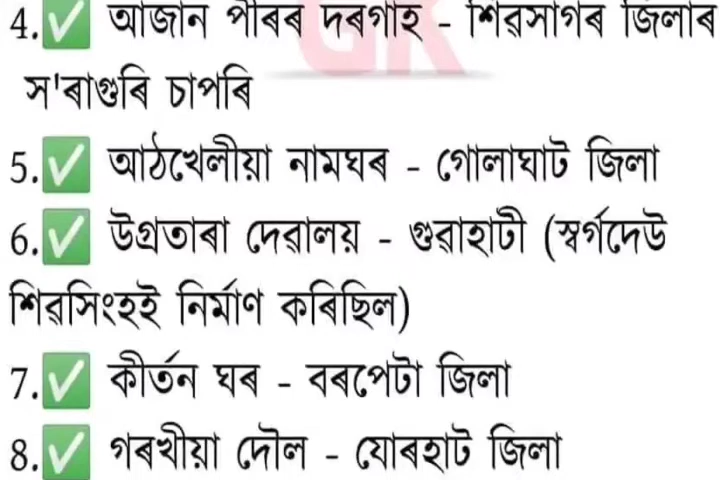 4.✅ আজান পীৰৰ দৰগাহ - শিৱসাগৰ জিলাৰ
স'ৰাগুৰি চাপৰি
5.✅ আঠখেলীয়া নামঘৰ - গোলাঘাট জিলা
6.✅ উগ্ৰতাৰা দেৱালয় - গুৱাহাটী (স্বৰ্গদেউ
শিৱসিংহই নিৰ্মাণ কৰিছিল)
7.✅ কীৰ্তন ঘৰ - বৰপেটা জিলা
8.✅ গৰখীয়া দৌল - যোৰহাট জিলা